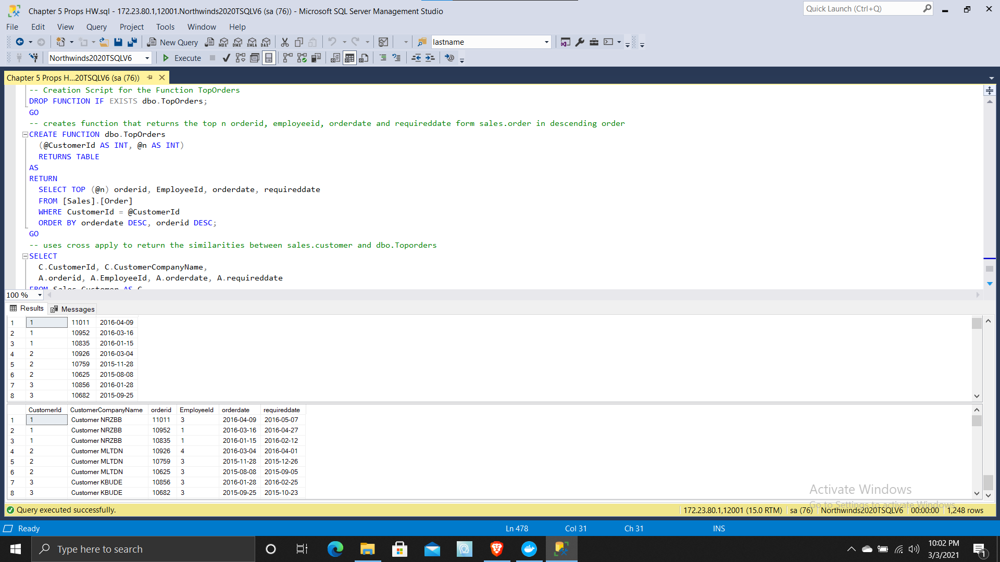 Chapter 5 Props HW.sql - 172.23.80.1,12001.Northwinds2020TSQLV6 (sa (76)) - Microsoft SQL Server Management Studio
Quick Launch (Ctrl+Q)
File Edit View Query Project Tools Window Help
New Query MDX DMX XMLA DAX lastname
Northwinds2020TSQLV6 Execute
Chapter 5 Props H...20TSQLV6 (sa (76))
-- Creation Script for the Function TopOrders
DROP FUNCTION IF EXISTS dbo.TopOrders;
GO
-- creates function that returns the top n orderid, employeeid, orderdate and requireddate form sales.order in descending order
CREATE FUNCTION dbo.TopOrders
(@CustomerId AS INT, @n AS INT)
RETURNS TABLE
AS
RETURN
SELECT TOP (@n) orderid, EmployeeId, orderdate, requireddate
FROM [Sales].[Order]
WHERE CustomerId = @CustomerId
ORDER BY orderdate DESC, orderid DESC;
GO
-- uses cross apply to return the similarities between sales.customer and dbo.Toporders
SELECT
C.CustomerId, C.CustomerCompanyName,
A.orderid, A.EmployeeId, A.orderdate, A.requireddate
FROM Sales.Customer AS C
100 %
Results Messages
1 1 11011 2016-04-09
2 1 10952 2016-03-16
3 1 10835 2016-01-15
4 2 10926 2016-03-04
5 2 10759 2015-11-28
6 2 10625 2015-08-08
7 3 10856 2016-01-28
8 3 10682 2015-09-25
CustomerId CustomerCompanyName orderid EmployeeId orderdate requireddate
1 1 Customer NRZBB 11011 3 2016-04-09 2016-05-07
2 1 Customer NRZBB 10952 1 2016-03-16 2016-04-27
3 1 Customer NRZBB 10835 1 2016-01-15 2016-02-12
4 2 Customer MLTDN 10926 4 2016-03-04 2016-04-01
5 2 Customer MLTDN 10759 3 2015-11-28 2015-12-26
6 2 Customer MLTDN 10625 3 2015-08-08 2015-09-05
7 3 Customer KBUDE 10856 3 2016-01-28 2016-02-25
8 3 Customer KBUDE 10682 3 2015-09-25 2015-10-23
Activate Windows
Go to Settings to activate Windows.
Query executed successfully. 172.23.80.1,12001 (15.0 RTM) sa (76) Northwinds2020TSQLV6 00:00:00 1,248 rows
Ready Ln 478 Col 31 Ch 31 INS
Type here to search
10:02 PM
3/3/2021
1